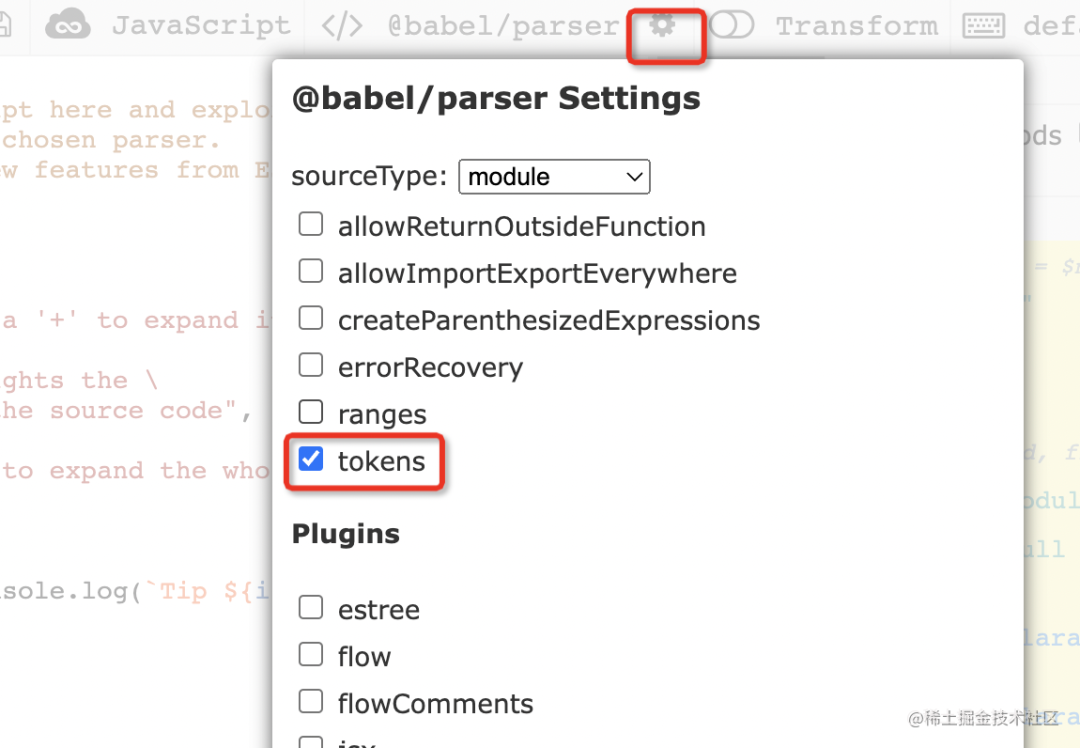 JavaScript </> @babel/parser Transform def
@babel/parser Settings
pt here and explo
chosen parser.
w features from E
ods
sourceType: module
allowReturnOutsideFunction
allowImportExportEverywhere
= $
a '+' to expand i
createParenthesizedExpressions
ghts the \
errorRecovery
he source code",
ranges
to expand the who
tokens
d, f
odul
Plugins
ull
sole.log(`Tip ${i
estree
lara
flow
flowComments
@稀土掘金技术社区
jsx